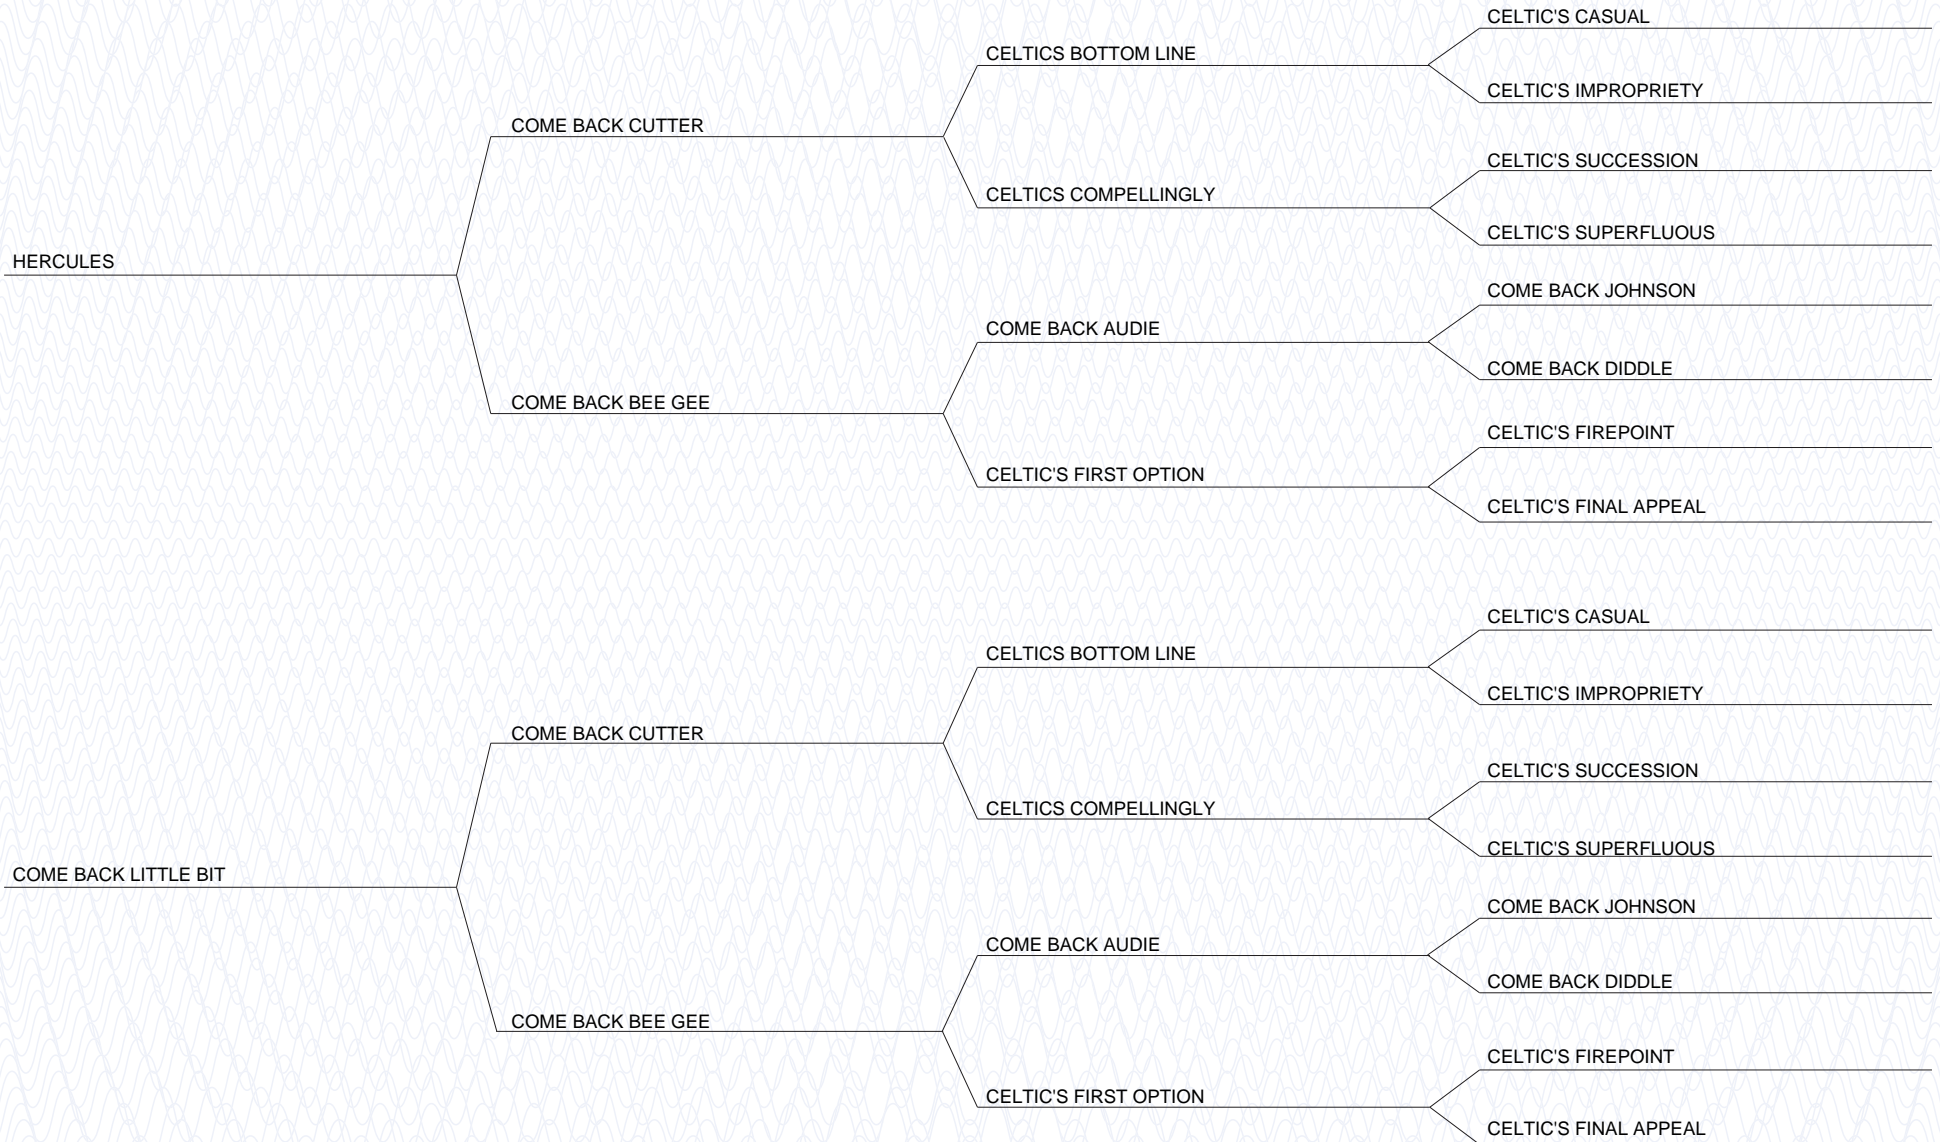 CELTIC'S CASUAL
CELTICS BOTTOM LINE
CELTIC'S IMPROPRIETY
COME BACK CUTTER
CELTIC'S SUCCESSION
CELTICS COMPELLINGLY
CELTIC'S SUPERFLUOUS
HERCULES
COME BACK JOHNSON
COME BACK AUDIE
COME BACK DIDDLE
COME BACK BEE GEE
CELTIC'S FIREPOINT
CELTIC'S FIRST OPTION
CELTIC'S FINAL APPEAL
CELTIC'S CASUAL
CELTICS BOTTOM LINE
CELTIC'S IMPROPRIETY
COME BACK CUTTER
CELTIC'S SUCCESSION
CELTICS COMPELLINGLY
CELTIC'S SUPERFLUOUS
COME BACK LITTLE BIT
COME BACK JOHNSON
COME BACK AUDIE
COME BACK DIDDLE
COME BACK BEE GEE
CELTIC'S FIREPOINT
CELTIC'S FIRST OPTION
CELTIC'S FINAL APPEAL